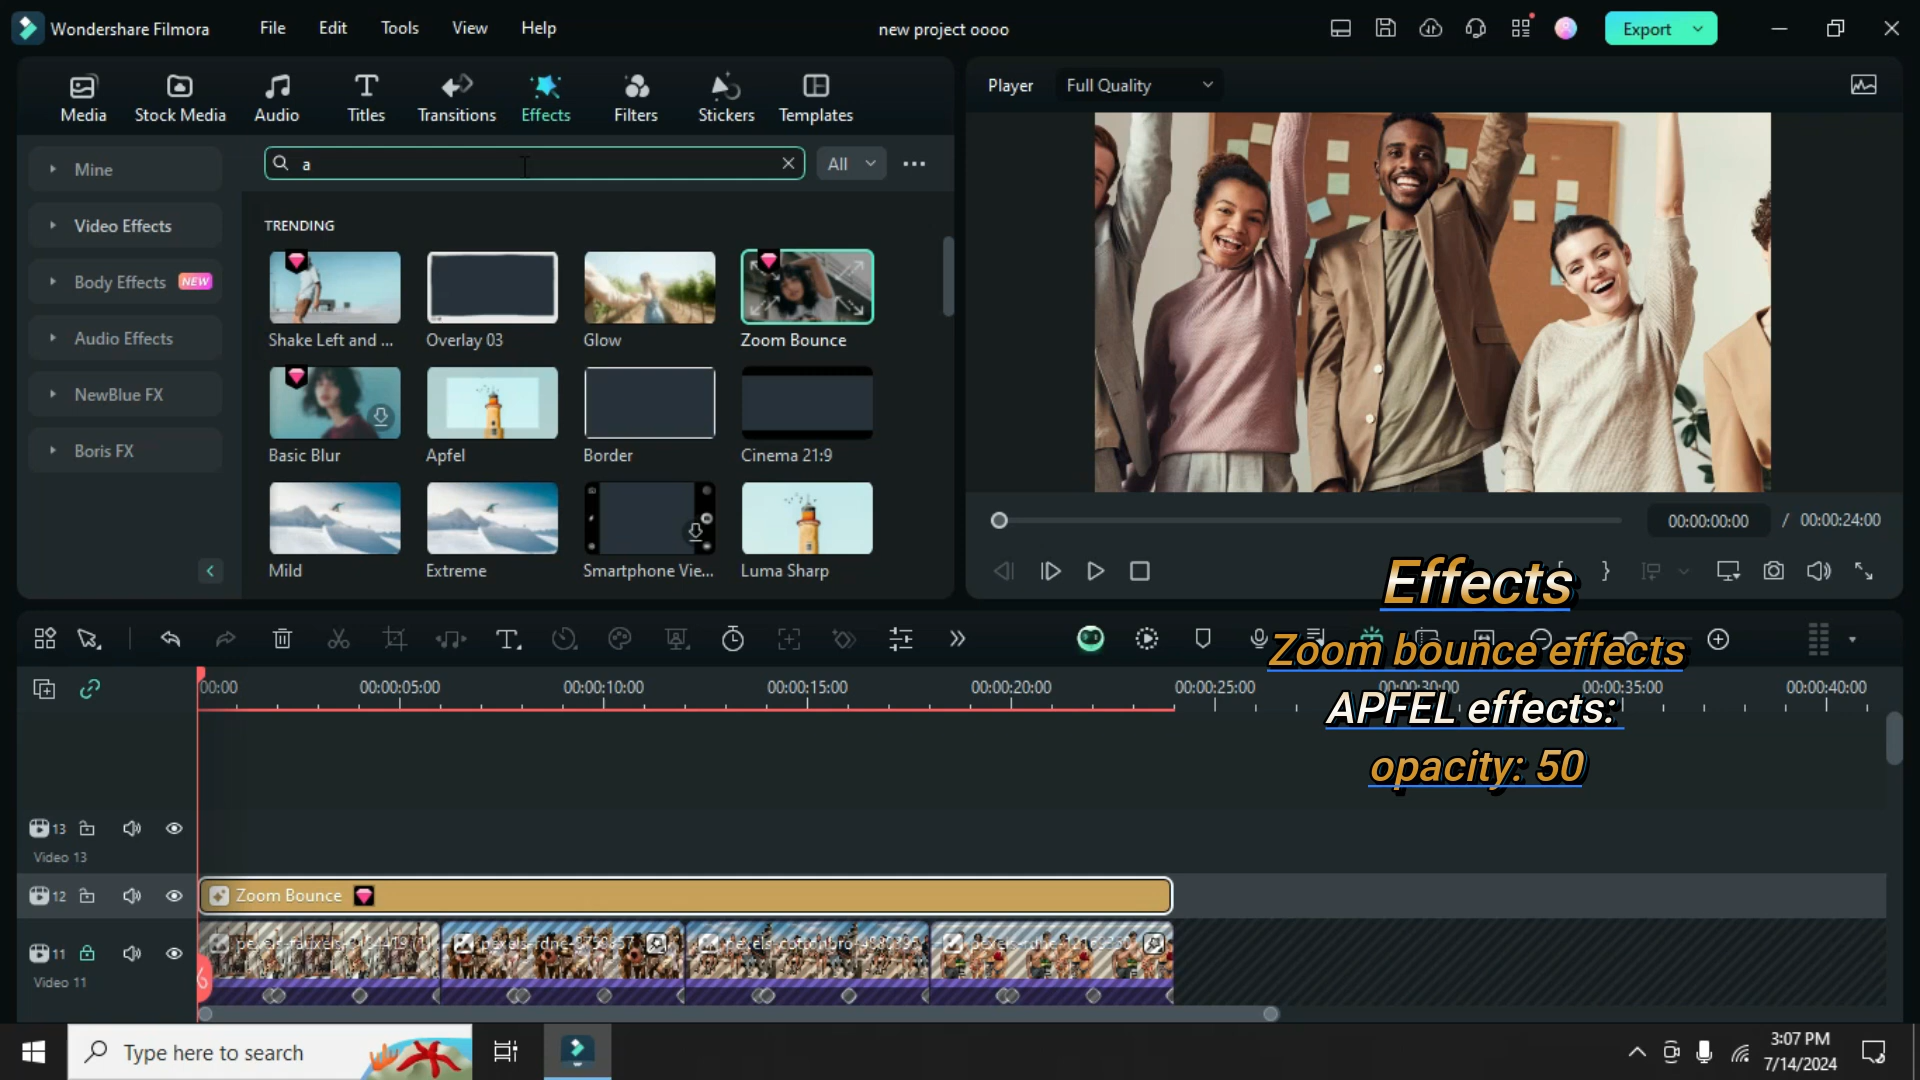 Wondershare Filmora
File
Edit
Tools
View
Help
new project oooo
Export
Media
Stock Media
Audio
Titles
Transitions
Effects
Filters
Stickers
Templates
Player
Full Quality
Mine
Video Effects
Body Effects NEW
Audio Effects
NewBlue FX
Boris FX
a
All
TRENDING
Shake Left and ...
Overlay 03
Glow
Zoom Bounce
Basic Blur
Apfel
Border
Cinema 21:9
Mild
Extreme
Smartphone Vie...
Luma Sharp
00:00:00:00 / 00:00:24:00
Effects
Zoom bounce effects
APFEL effects:
opacity: 50
00:00
00:00:05:00
00:00:10:00
00:00:15:00
00:00:20:00
00:00:25:00
00:00:30:00
00:00:35:00
00:00:40:00
13
Video 13
12
Zoom Bounce
11
Video 11
Type here to search
3:07 PM
7/14/2024